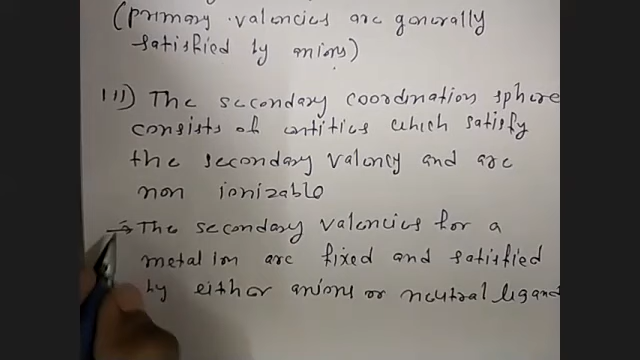 (primary valencies are generally
satisfied by anions)
III) The secondary coordination sphere
consists of entities which satisfy
the secondary valency and are
non ionizable
→ The secondary valencies for a
metal ion are fixed and satisfied
by either anions or neutral ligand